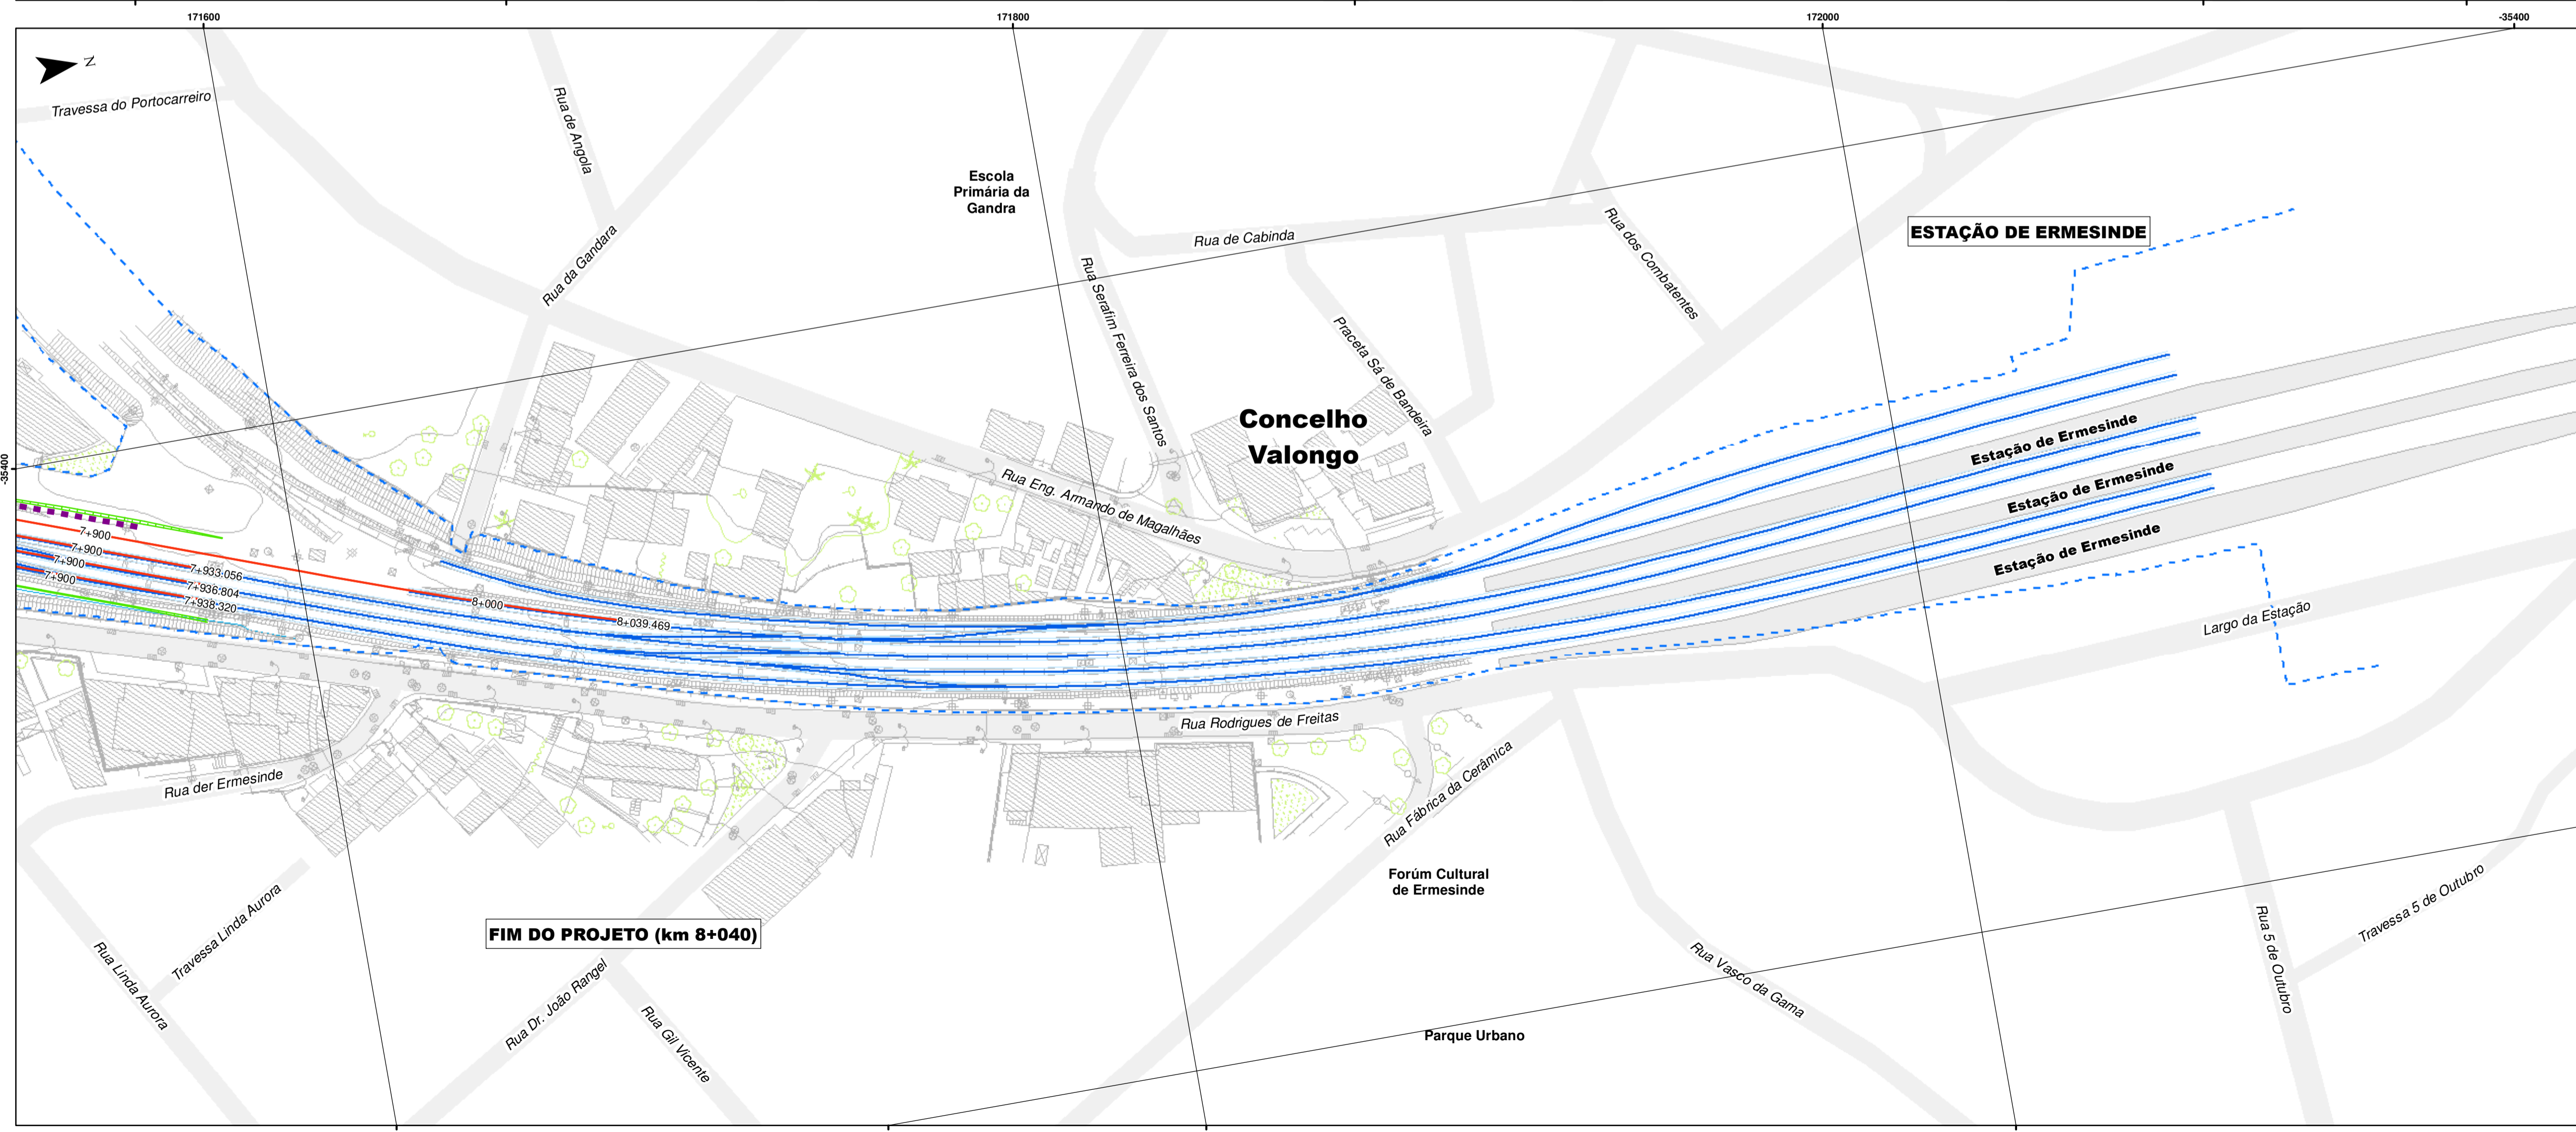 171600
171800
172000
-35400
N
Travessa do Portocarreiro
Rua de Angola
Escola
Primária da
Gandra
Rua da Gandara
Rua de Cabinda
Rua dos Combatentes
ESTAÇÃO DE ERMESINDE
Rua Serafim Ferreira dos Santos
Praceta Sá de Bandeira
Concelho
Valongo
Estação de Ermesinde
Estação de Ermesinde
Estação de Ermesinde
-35400
Rua Eng. Armando de Magalhães
7+900
7+900
7+900
7+900
7+933:056
7+936:804
7+938:320
8+000
8+039.469
Largo da Estação
Rua Rodrigues de Freitas
Rua der Ermesinde
Rua Fábrica da Cerâmica
Forúm Cultural
de Ermesinde
FIM DO PROJETO (km 8+040)
Travessa Linda Aurora
Rua Linda Aurora
Rua Dr. João Rangel
Rua Gil Vicente
Rua Vasco da Gama
Rua 5 de Outubro
Travessa 5 de Outubro
Parque Urbano